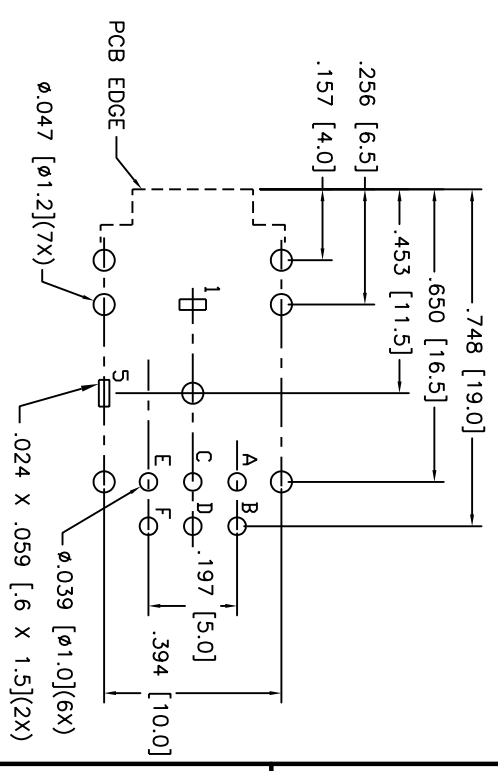 PCB EDGE
.256 [6.5]
.157 [4.0]
.453 [11.5]
.650 [16.5]
.748 [19.0]
ø.047 [ø1.2](7X)
1
5
A
B
C
D
E
F
.197 [5.0]
.394 [10.0]
ø.039 [ø1.0](6X)
.024 X .059 [.6 X 1.5](2X)